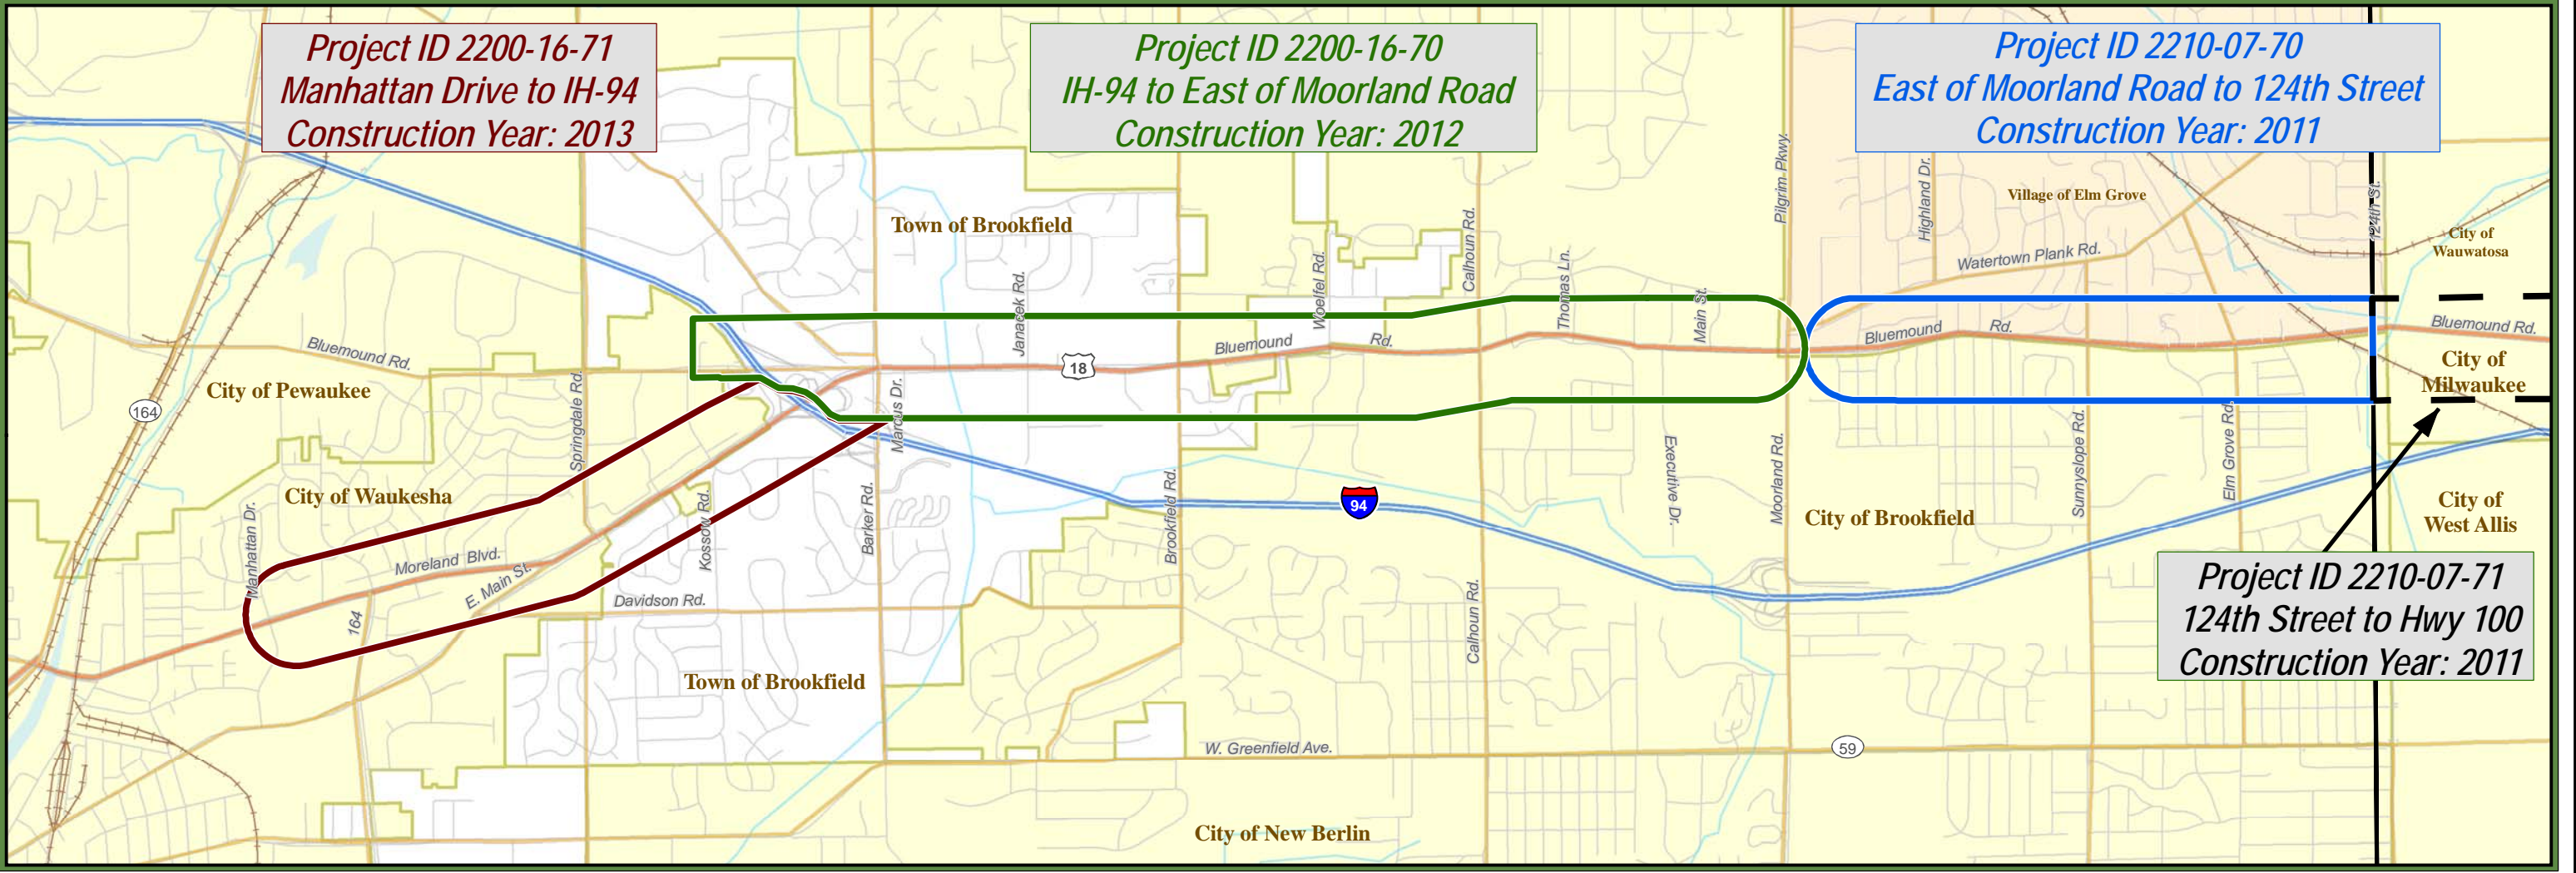 Project ID 2200-16-71
Manhattan Drive to IH-94
Construction Year: 2013
Project ID 2200-16-70
IH-94 to East of Moorland Road
Construction Year: 2012
Project ID 2210-07-70
East of Moorland Road to 124th Street
Construction Year: 2011
Pilgrim Pkwy.
Highland Dr.
Village of Elm Grove
124th St.
Town of Brookfield
Calhoun Rd.
City of
Wauwatosa
Watertown Plank Rd.
Janacek Rd.
Woelfel Rd.
Thomas Ln.
Main St.
Bluemound Rd.
Bluemound Rd.
Bluemound Rd.
Bluemound Rd.
18
City of Pewaukee
City of
Milwaukee
164
Springdale Rd.
Marcus Dr.
Executive Dr.
Moorland Rd.
Sunnyslope Rd.
Elm Grove Rd.
City of Waukesha
Manhattan Dr.
Kossow Rd.
Barker Rd.
Brookfield Rd.
94
City of Brookfield
City of
West Allis
Moreland Blvd.
E. Main St.
164
Davidson Rd.
Calhoun Rd.
Project ID 2210-07-71
124th Street to Hwy 100
Construction Year: 2011
Town of Brookfield
W. Greenfield Ave.
59
City of New Berlin